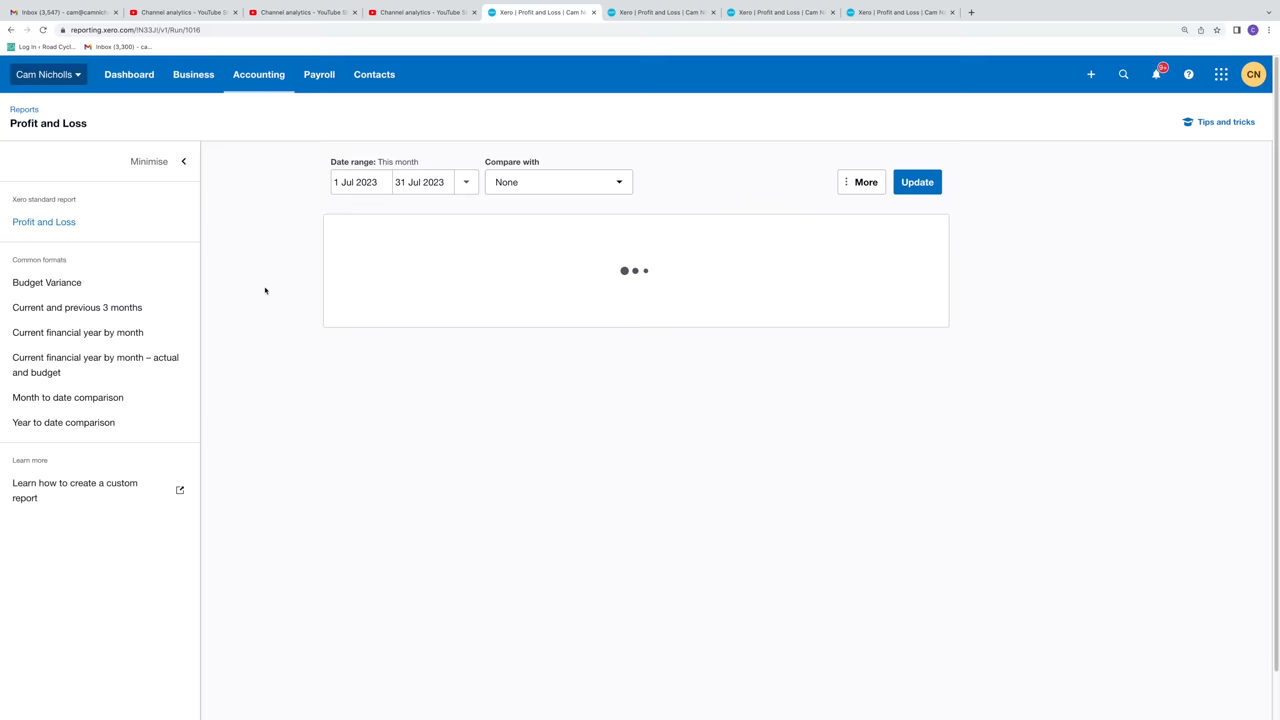 Inbox (3,547) - cam@camnich
Channel analytics - YouTube S
Channel analytics - YouTube S
Channel analytics - YouTube S
Xero | Profit and Loss | Cam N
Xero | Profit and Loss | Cam N
Xero | Profit and Loss | Cam N
Xero | Profit and Loss | Cam N
reporting.xero.com/!N33J!/v1/Run/1016
Log In ‹ Road Cycl...
Inbox (3,300) - ca...
Cam Nicholls
Dashboard
Business
Accounting
Payroll
Contacts
9+
CN
Reports
Profit and Loss
Tips and tricks
Minimise
Xero standard report
Profit and Loss
Common formats
Budget Variance
Current and previous 3 months
Current financial year by month
Current financial year by month – actual
and budget
Month to date comparison
Year to date comparison
Learn more
Learn how to create a custom
report
Date range: This month
Compare with
1 Jul 2023
31 Jul 2023
None
More
Update